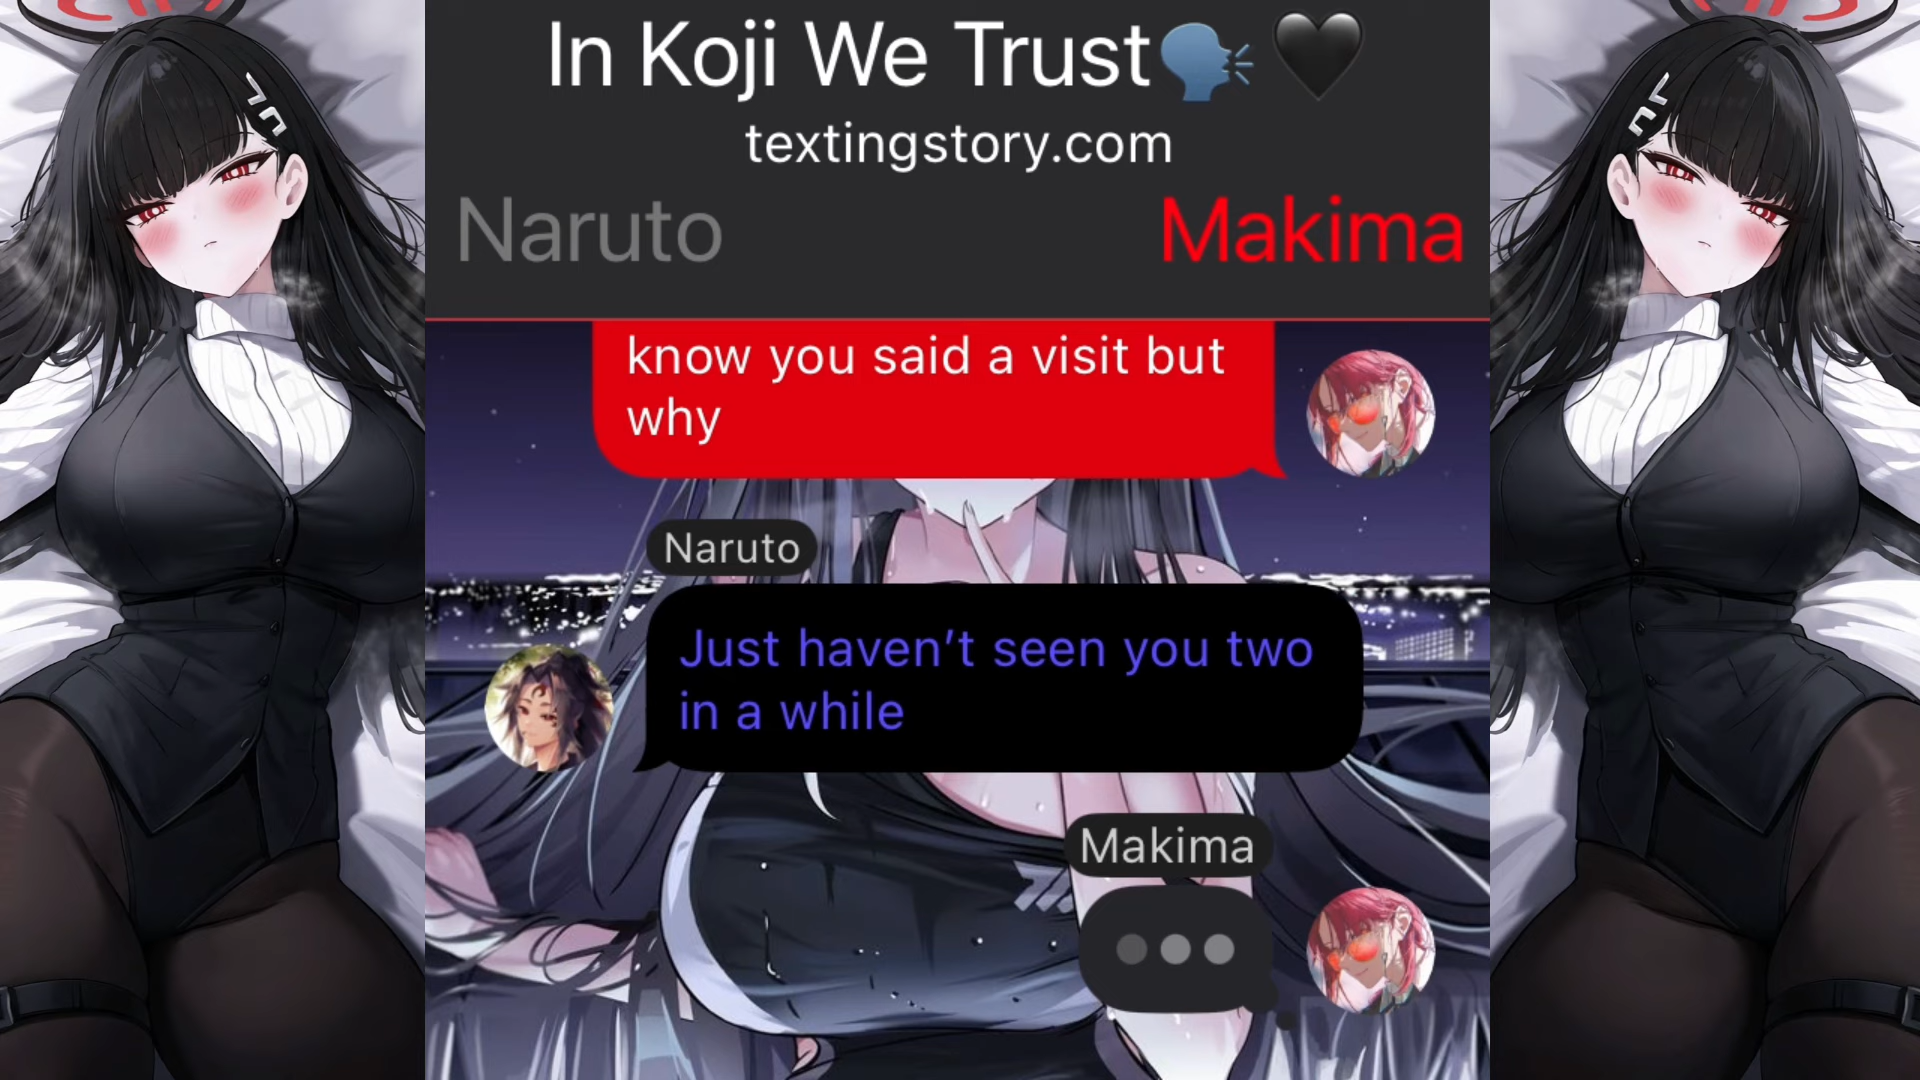 In Koji We Trust🗣️🖤
textingstory.com
Naruto
Makima
know you said a visit but
why
Naruto
Just haven’t seen you two
in a while
Makima